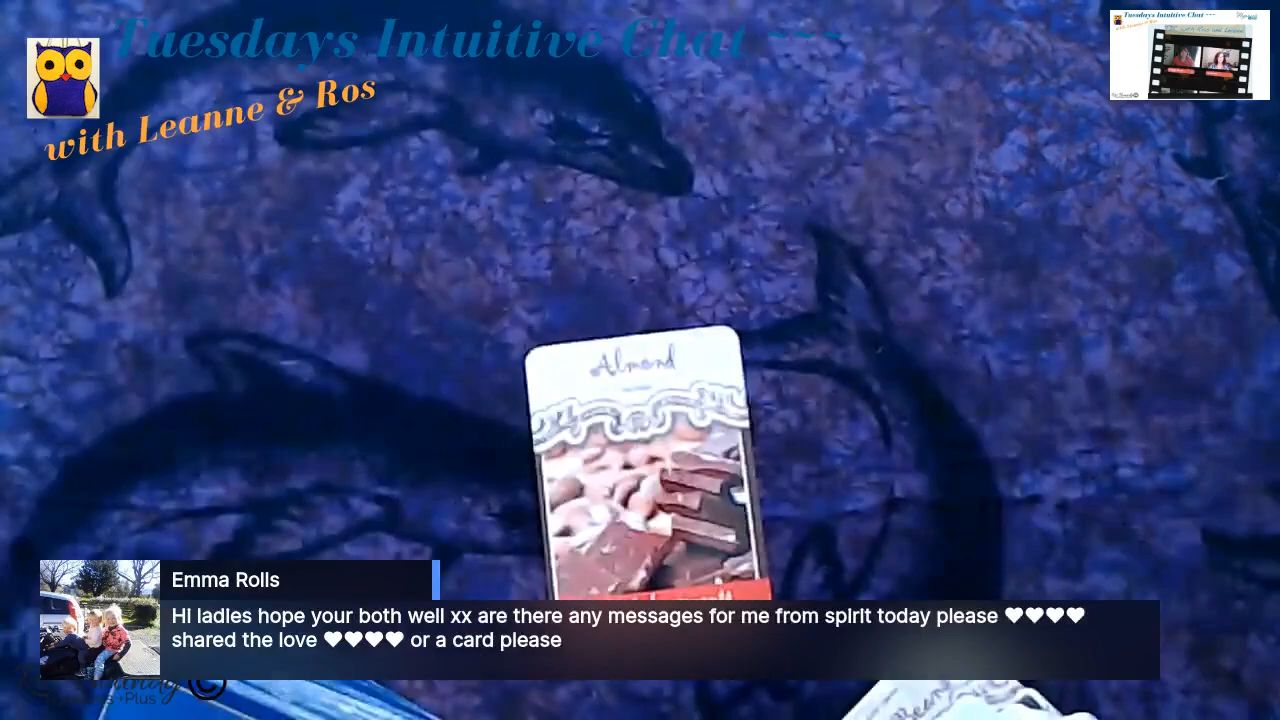 Tuesdays Intuitive Chat ~~~
with Leanne & Ros
Almond
Emma Rolls
Hi ladies hope your both well xx are there any messages for me from spirit today please ♥♥♥♥
shared the love ♥♥♥♥ or a card please
©
Plus